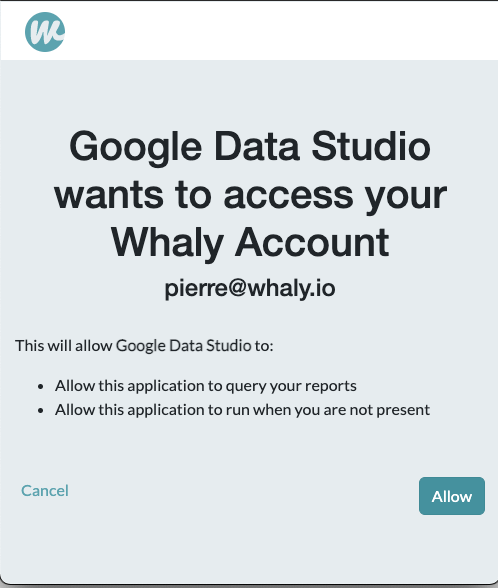 W
Google Data Studio
wants to access your
Whaly Account
pierre@whaly.io
This will allow Google Data Studio to:
• Allow this application to query your reports
• Allow this application to run when you are not present
Cancel
Allow